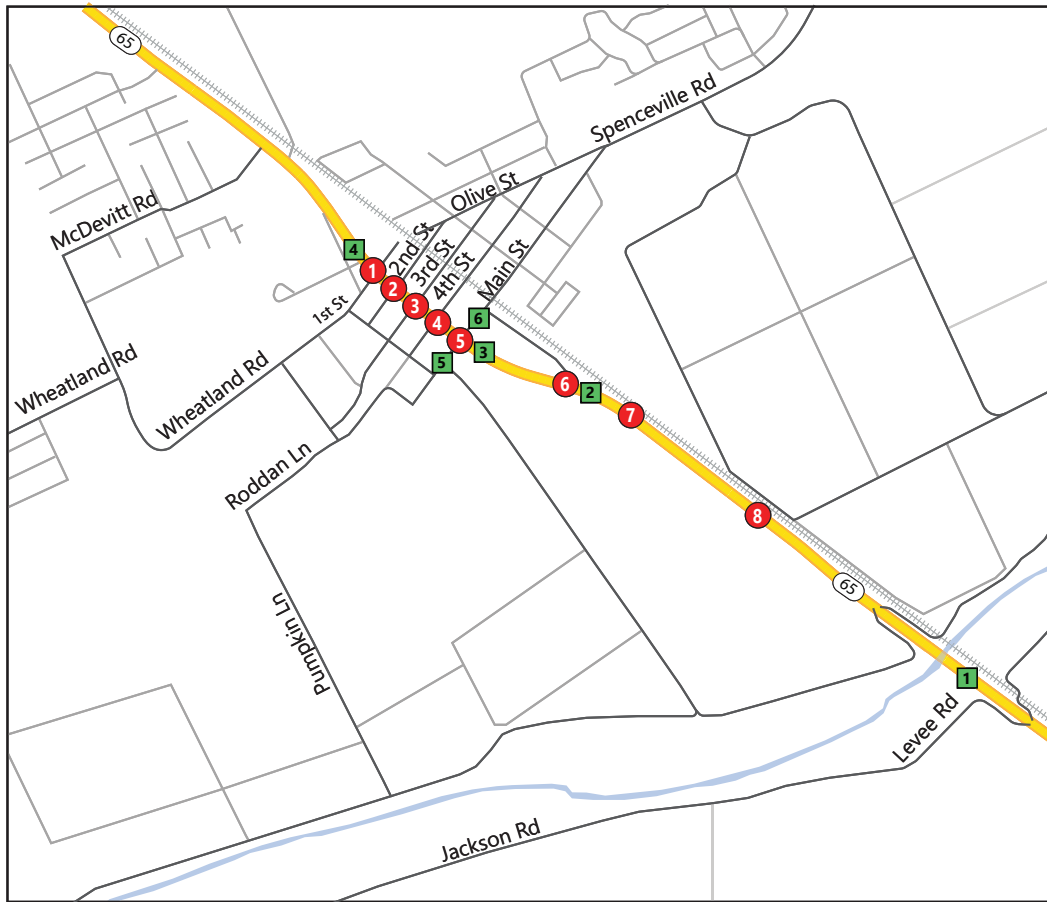 65
Spenceville Rd
Olive St
McDevitt Rd
2nd St
3rd St
4th St
Main St
4
1
2
3
4
5
6
3
5
1st St
6
2
7
Wheatland Rd
Wheatland Rd
Roddan Ln
8
65
Pumpkin Ln
1
Levee Rd
Jackson Rd